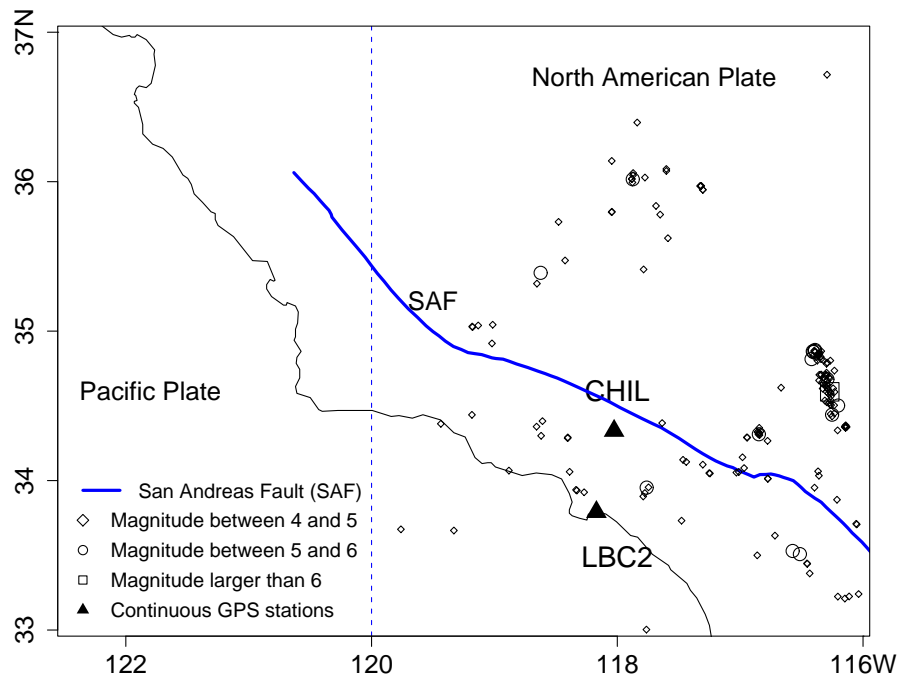 37N
North American Plate
36
SAF
35
CHIL
Pacific Plate
34
San Andreas Fault (SAF)
Magnitude between 4 and 5
Magnitude between 5 and 6
LBC2
Magnitude larger than 6
Continuous GPS stations
33
122
120
118
116W